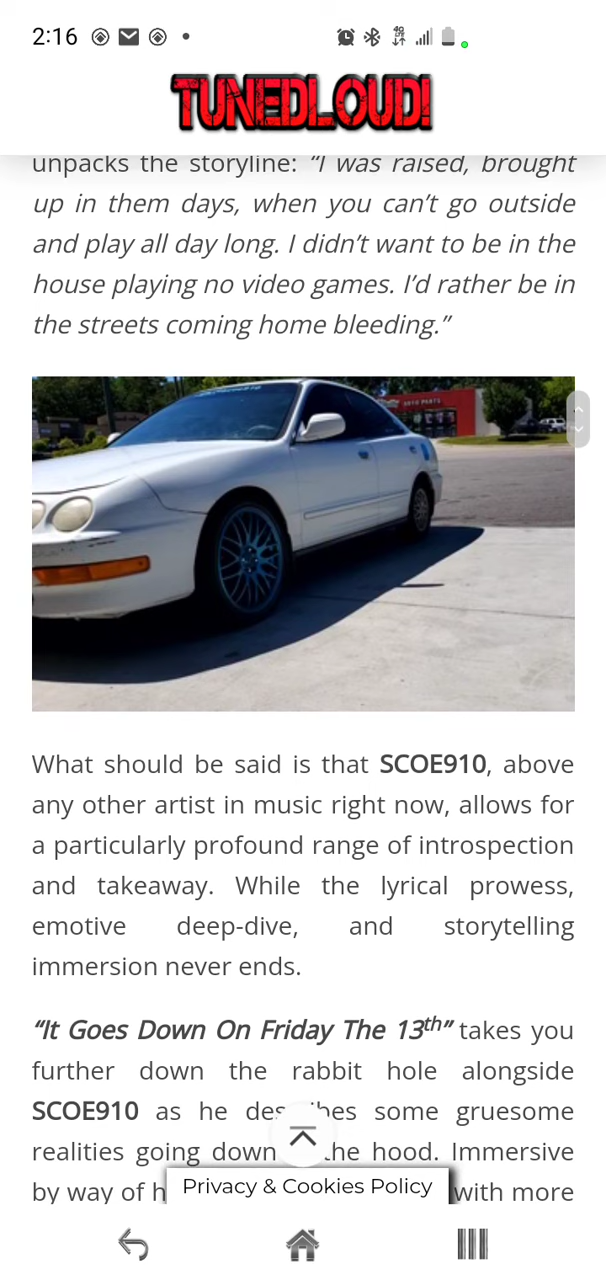 2:16
TUNEDLOUD!
unpacks the storyline: “I was raised, brought
up in them days, when you can’t go outside
and play all day long. I didn’t want to be in the
house playing no video games. I’d rather be in
the streets coming home bleeding.”
AUTO PARTS
What should be said is that SCOE910, above
any other artist in music right now, allows for
a particularly profound range of introspection
and takeaway. While the lyrical prowess,
emotive deep-dive, and storytelling
immersion never ends.
“It Goes Down On Friday The 13th” takes you
further down the rabbit hole alongside
SCOE910 as he some gruesome
realities going down the hood. Immersive
by way of with more
Privacy & Cookies Policy